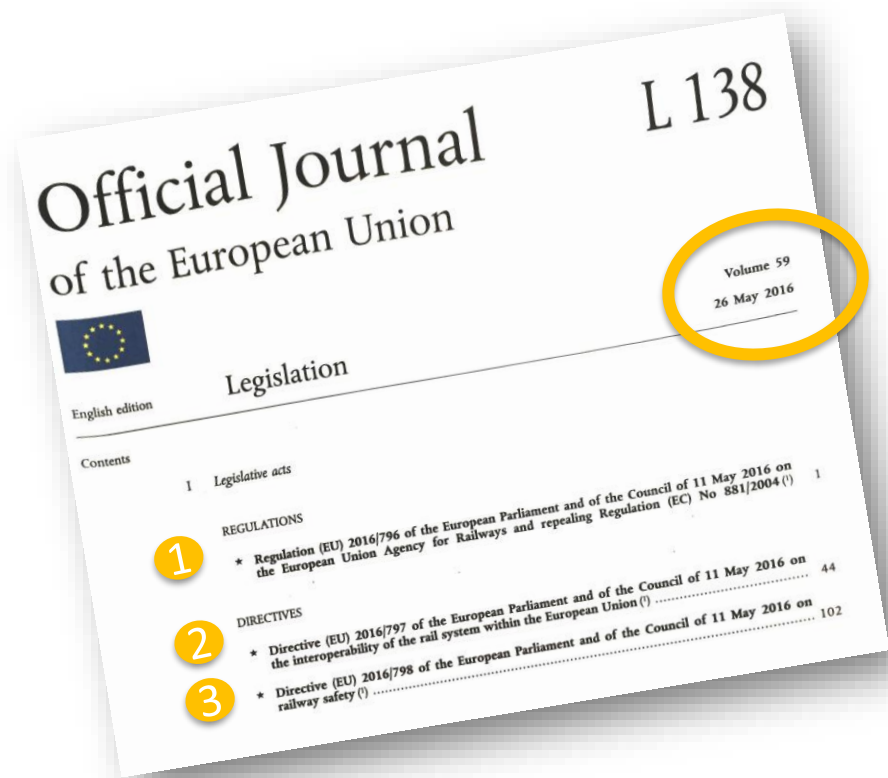 Official Journal
L 138
of the European Union
Volume 59
26 May 2016
English edition
Legislation
Contents
I Legislative acts
REGULATIONS
1
★ Regulation (EU) 2016/796 of the European Parliament and of the Council of 11 May 2016 on
the European Union Agency for Railways and repealing Regulation (EC) No 881/2004 (¹) 1
DIRECTIVES
2
★ Directive (EU) 2016/797 of the European Parliament and of the Council of 11 May 2016 on
the interoperability of the rail system within the European Union (¹) .................................. 44
3
★ Directive (EU) 2016/798 of the European Parliament and of the Council of 11 May 2016 on
railway safety (¹) .................................................................................................... 102